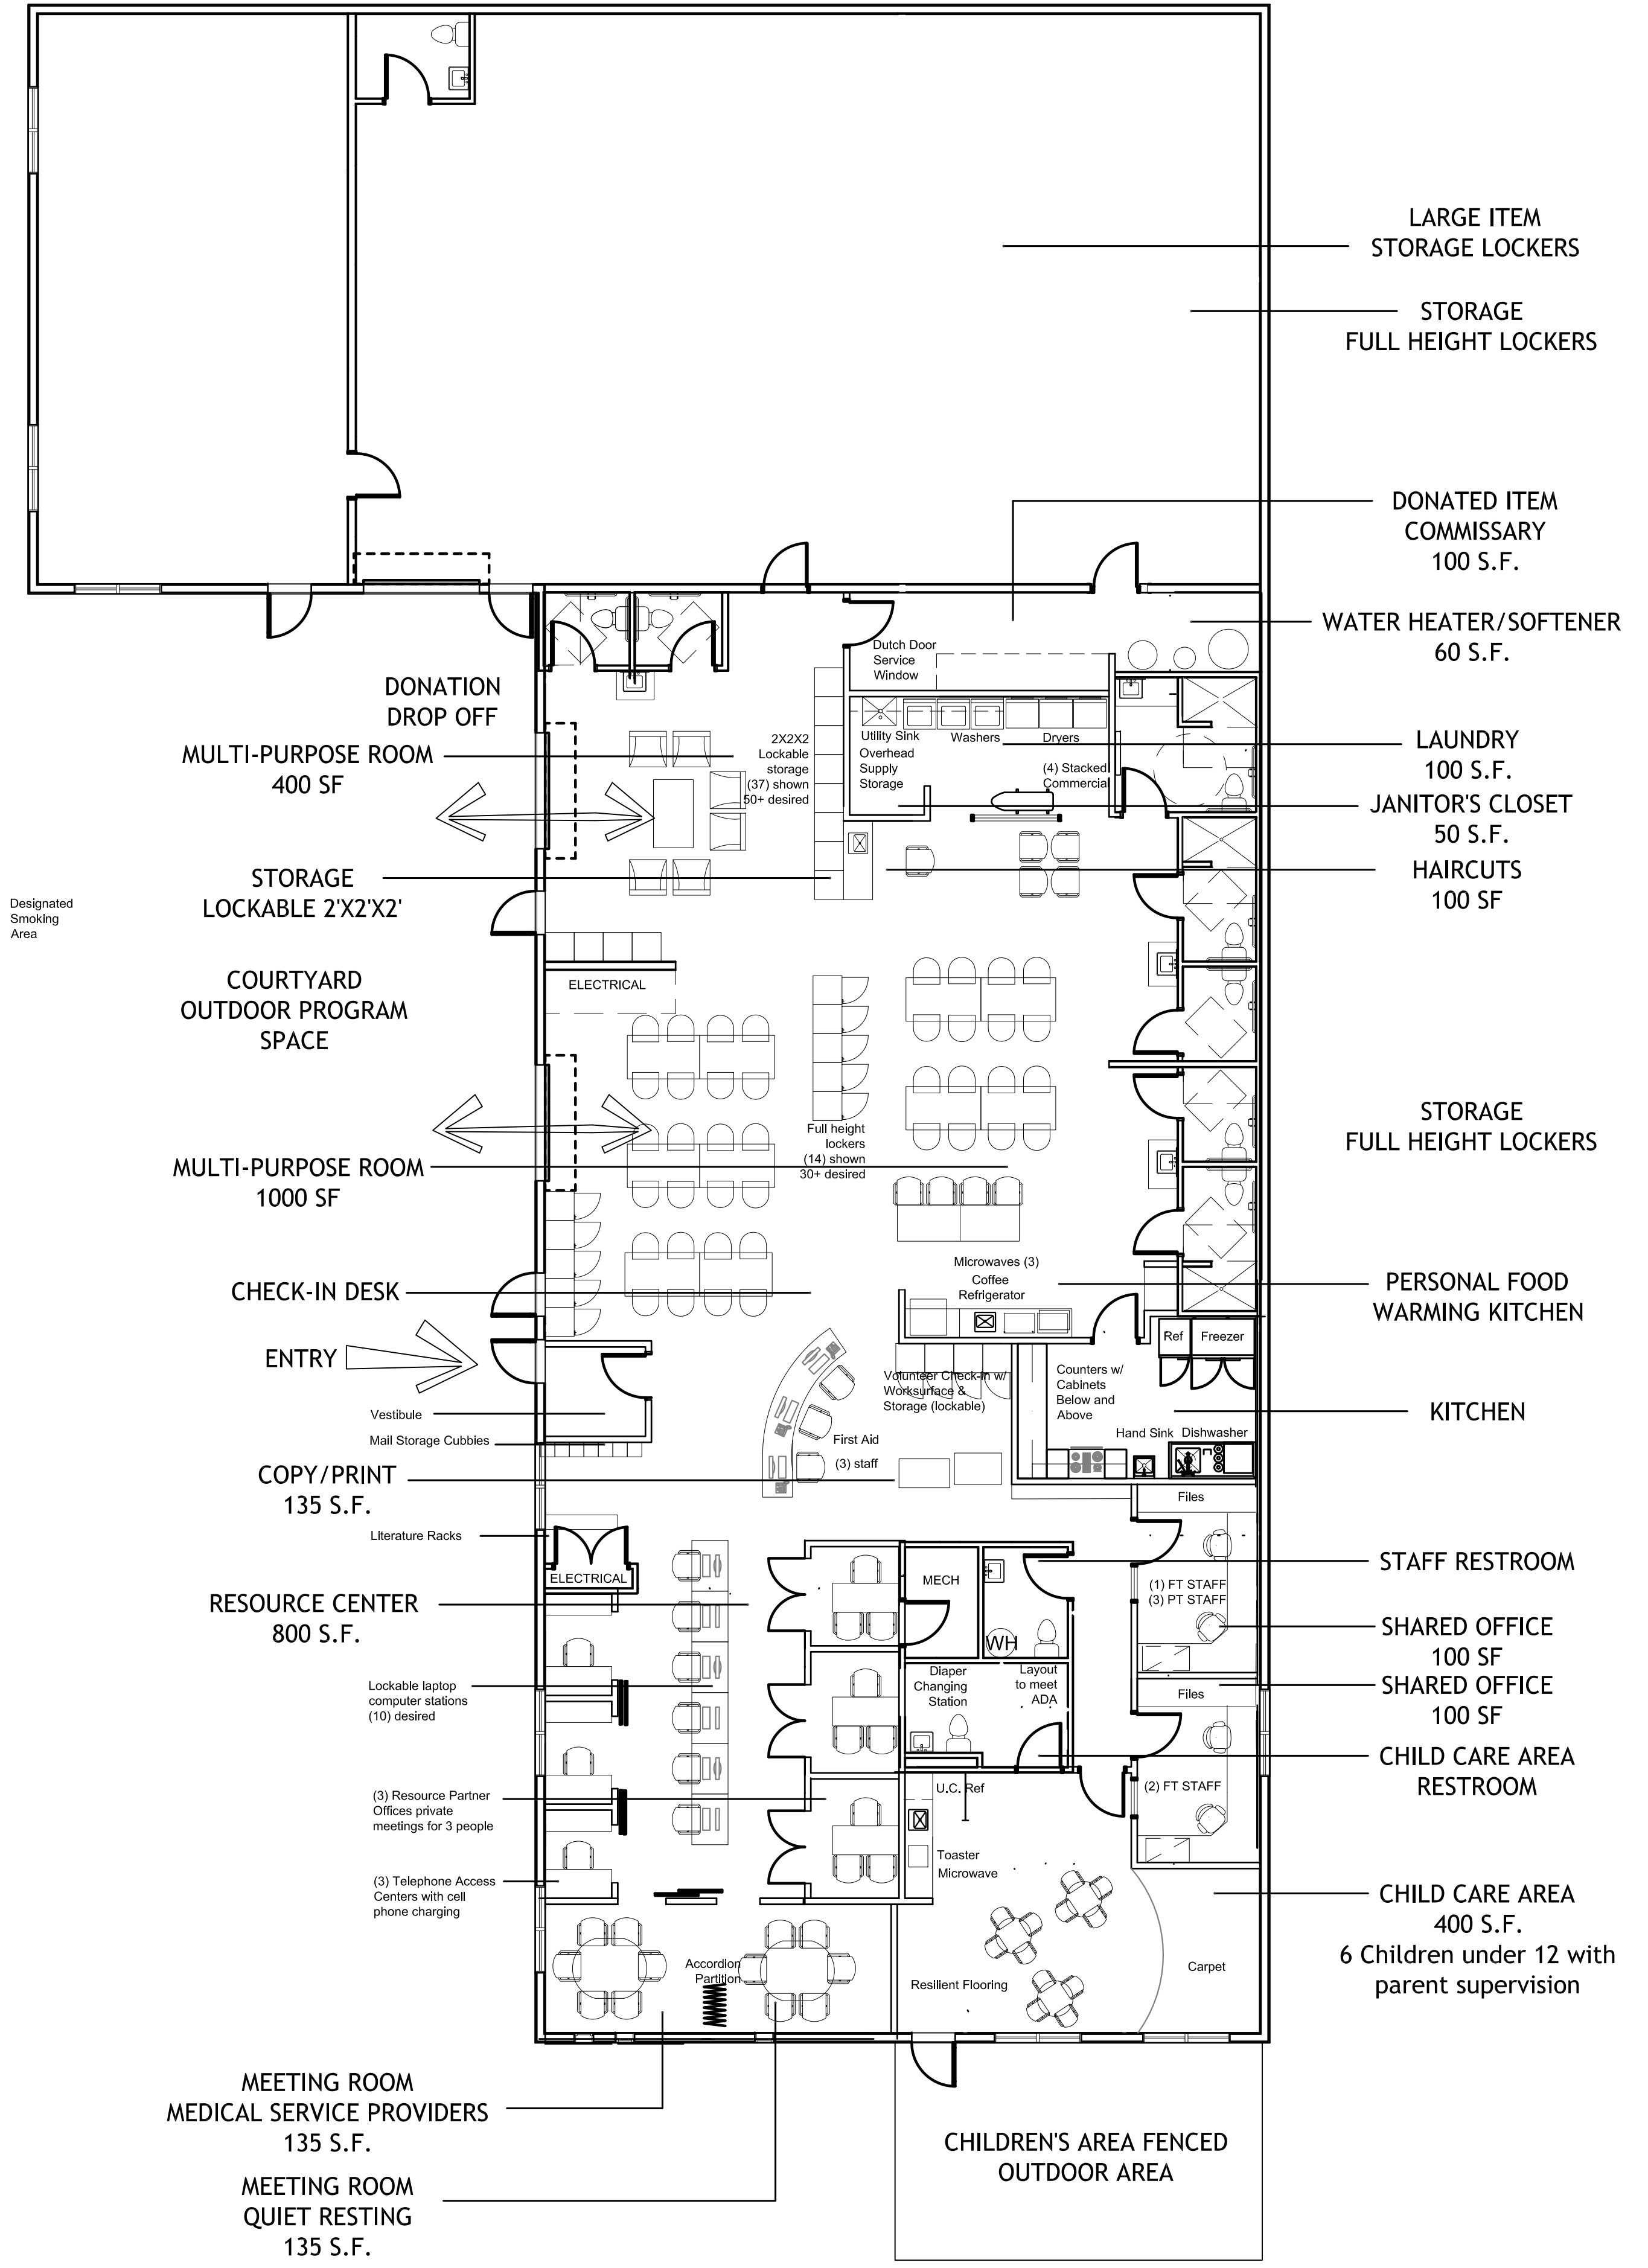 LARGE ITEM
STORAGE LOCKERS
STORAGE
FULL HEIGHT LOCKERS
DONATED ITEM
COMMISSARY
100 S.F.
WATER HEATER/SOFTENER
60 S.F.
Dutch Door
Service
Window
DONATION
DROP OFF
MULTI-PURPOSE ROOM
400 SF
2X2X2
Lockable
storage
(37) shown
50+ desired
Utility Sink
Washers
Dryers
Overhead
Supply
Storage
(4) Stacked
Commercial
LAUNDRY
100 S.F.
JANITOR'S CLOSET
50 S.F.
STORAGE
LOCKABLE 2'X2'X2'
HAIRCUTS
100 SF
Designated
Smoking
Area
COURTYARD
OUTDOOR PROGRAM
SPACE
ELECTRICAL
Full height
lockers
(14) shown
30+ desired
STORAGE
FULL HEIGHT LOCKERS
MULTI-PURPOSE ROOM
1000 SF
Microwaves (3)
Coffee
Refrigerator
CHECK-IN DESK
PERSONAL FOOD
WARMING KITCHEN
ENTRY
Ref
Freezer
Volunteer Check-in w/
Worksurface &
Storage (lockable)
Counters w/
Cabinets
Below and
Above
Vestibule
KITCHEN
Mail Storage Cubbies
First Aid
(3) staff
Hand Sink
Dishwasher
COPY/PRINT
135 S.F.
Files
Literature Racks
ELECTRICAL
MECH
STAFF RESTROOM
(1) FT STAFF
(3) PT STAFF
RESOURCE CENTER
800 S.F.
SHARED OFFICE
100 SF
WH
Diaper
Changing
Station
Layout
to meet
ADA
Lockable laptop
computer stations
(10) desired
Files
SHARED OFFICE
100 SF
CHILD CARE AREA
RESTROOM
U.C. Ref
(2) FT STAFF
(3) Resource Partner
Offices private
meetings for 3 people
Toaster
Microwave
(3) Telephone Access
Centers with cell
phone charging
CHILD CARE AREA
400 S.F.
6 Children under 12 with
parent supervision
Accordion
Partition
Resilient Flooring
Carpet
MEETING ROOM
MEDICAL SERVICE PROVIDERS
135 S.F.
MEETING ROOM
QUIET RESTING
135 S.F.
CHILDREN'S AREA FENCED
OUTDOOR AREA